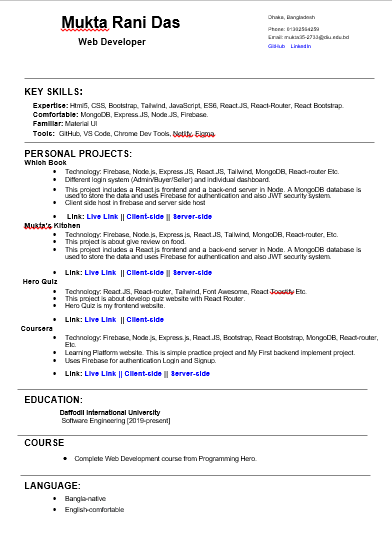 Mukta Rani Das
Web Developer
Dhaka, Bangladesh
Phone: 01302564259
Email: mukta35-2733@diu.edu.bd
GitHub LinkedIn
KEY SKILLS:
Expertise: Html5, CSS, Bootstrap, Tailwind, JavaScript, ES6, React.JS, React-Router, React Bootstrap.
Comfortable: MongoDB, Express.JS, Node.JS, Firebase.
Familiar: Material UI
Tools: GitHub, VS Code, Chrome Dev Tools, Netlify, Figma.
PERSONAL PROJECTS:
Which Book
• Technology: Firebase, Node.js, Express.JS, React.JS, Tailwind, MongoDB, React-router Etc.
• Different login system (Admin/Buyer/Seller) and individual dashboard.
• This project includes a React.js frontend and a back-end server in Node. A MongoDB database is
used to store the data and uses Firebase for authentication and also JWT security system.
• Client side host in firebase and server side host
• Link: Live Link || Client-side || Server-side
Mukta's Kitchen
• Technology: Firebase, Node.js, Express.js, React JS, Tailwind, MongoDB, React-router, Etc.
• This project is about give review on food.
• This project includes a React.js frontend and a back-end server in Node. A MongoDB database is
used to store the data and uses Firebase for authentication and also JWT security system.
• Link: Live Link || Client-side || Server-side
Hero Quiz
• Technology: React.JS, React-router, Tailwind, Font Awesome, React Toastify Etc.
• This project is about develop quiz website with React Router.
• Hero Quiz is my frontend website.
• Link: Live Link || Client-side
Coursera
• Technology: Firebase, Node.js, Express.js, React.JS, Bootstrap, React Bootstrap, MongoDB, React-router,
Etc.
• Learning Platform website. This is simple practice project and My First backend implement project.
• Uses Firebase for authentication Login and Signup.
• Link: Live Link || Client-side || Server-side
EDUCATION:
Daffodil International University
Software Engineering [2019-present]
COURSE
• Complete Web Development course from Programming Hero.
LANGUAGE:
• Bangla-native
• English-comfortable